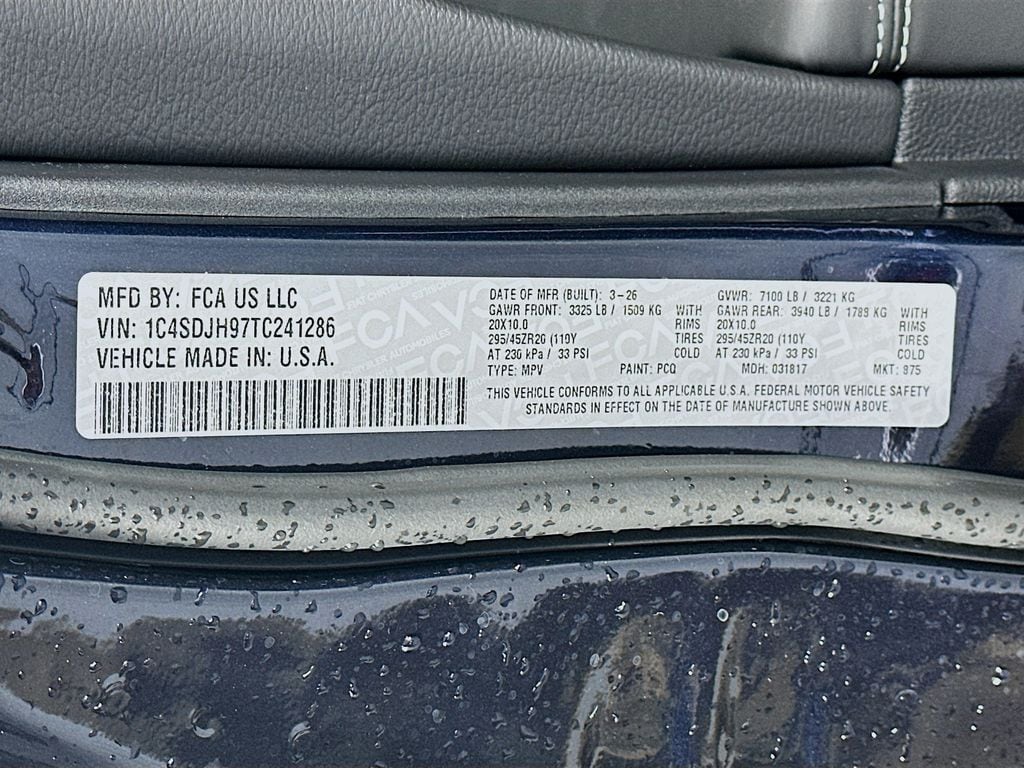 MFD BY: FCA US LLC
VIN: 1C4SDJH97TC241286
VEHICLE MADE IN: U.S.A.
DATE OF MFR (BUILT): 3-26
GAWR FRONT: 3325 LB / 1509 KG WITH
20X10.0 RIMS
295/45ZR20 (110Y TIRES
AT 230 kPa / 33 PSI COLD
TYPE: MPV PAINT: PCQ
GVWR: 7100 LB / 3221 KG
GAWR REAR: 3940 LB / 1789 KG WITH
20X10.0 RIMS
295/45ZR20 (110Y TIRES
AT 230 kPa / 33 PSI COLD
MDH: 031817 MKT: 975
THIS VEHICLE CONFORMS TO ALL APPLICABLE U.S.A. FEDERAL MOTOR VEHICLE SAFETY
STANDARDS IN EFFECT ON THE DATE OF MANUFACTURE SHOWN ABOVE.